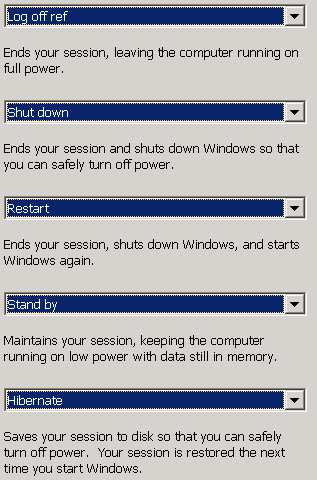 Log off ref
Ends your session, leaving the computer running on
full power.
Shut down
Ends your session and shuts down Windows so that
you can safely turn off power.
Restart
Ends your session, shuts down Windows, and starts
Windows again.
Stand by
Maintains your session, keeping the computer
running on low power with data still in memory.
Hibernate
Saves your session to disk so that you can safely
turn off power.  Your session is restored the next
time you start Windows.